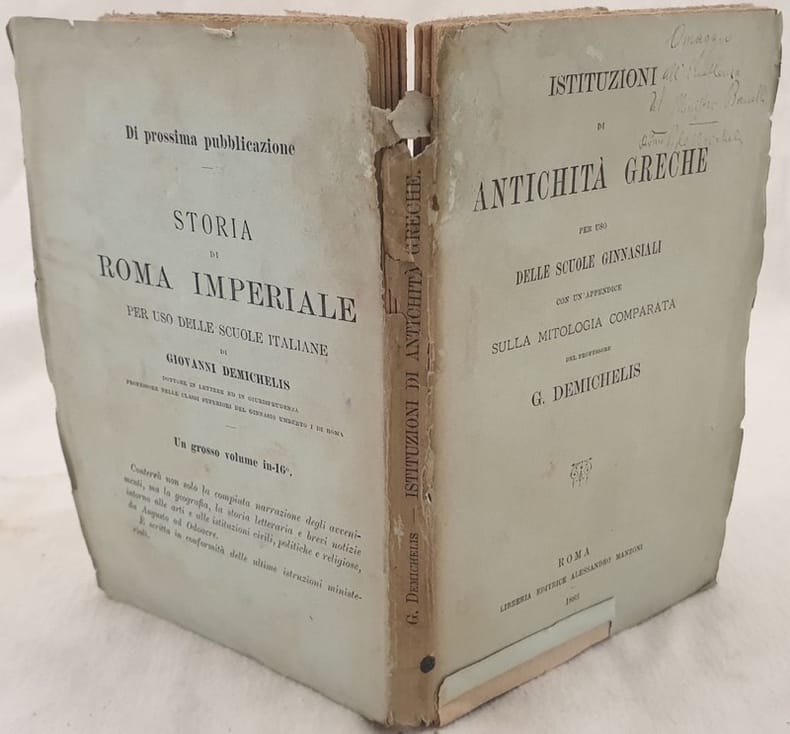 Di prossima pubblicazione
STORIA
DI
ROMA IMPERIALE
PER USO DELLE SCUOLE ITALIANE
DI
GIOVANNI DEMICHELIS
DOTTORE IN LETTERE ED IN GIURISPRUDENZA
PROFESSORE NELLE CLASSI SUPERIORI DEL GINNASIO UMBERTO I DI ROMA
Un grosso volume in-16°.
Conterrà non solo la compiuta narrazione degli avveni-
menti, ma la geografia, la storia letteraria e brevi notizie
intorno alle arti e alle istituzioni civili, politiche e religiose,
da Augusto ad Odoacre.
È scritta in conformità delle ultime istruzioni ministe-
riali.
G. DEMICHELIS — ISTITUZIONI DI ANTICHITÀ GRECHE.
Omaggio
ISTITUZIONI
all'
DI
ANTICHITÀ GRECHE
PER USO
DELLE SCUOLE GINNASIALI
CON UN'APPENDICE
SULLA MITOLOGIA COMPARATA
DEL PROFESSORE
G. DEMICHELIS
ROMA
LIBRERIA EDITRICE ALESSANDRO MANZONI
1883